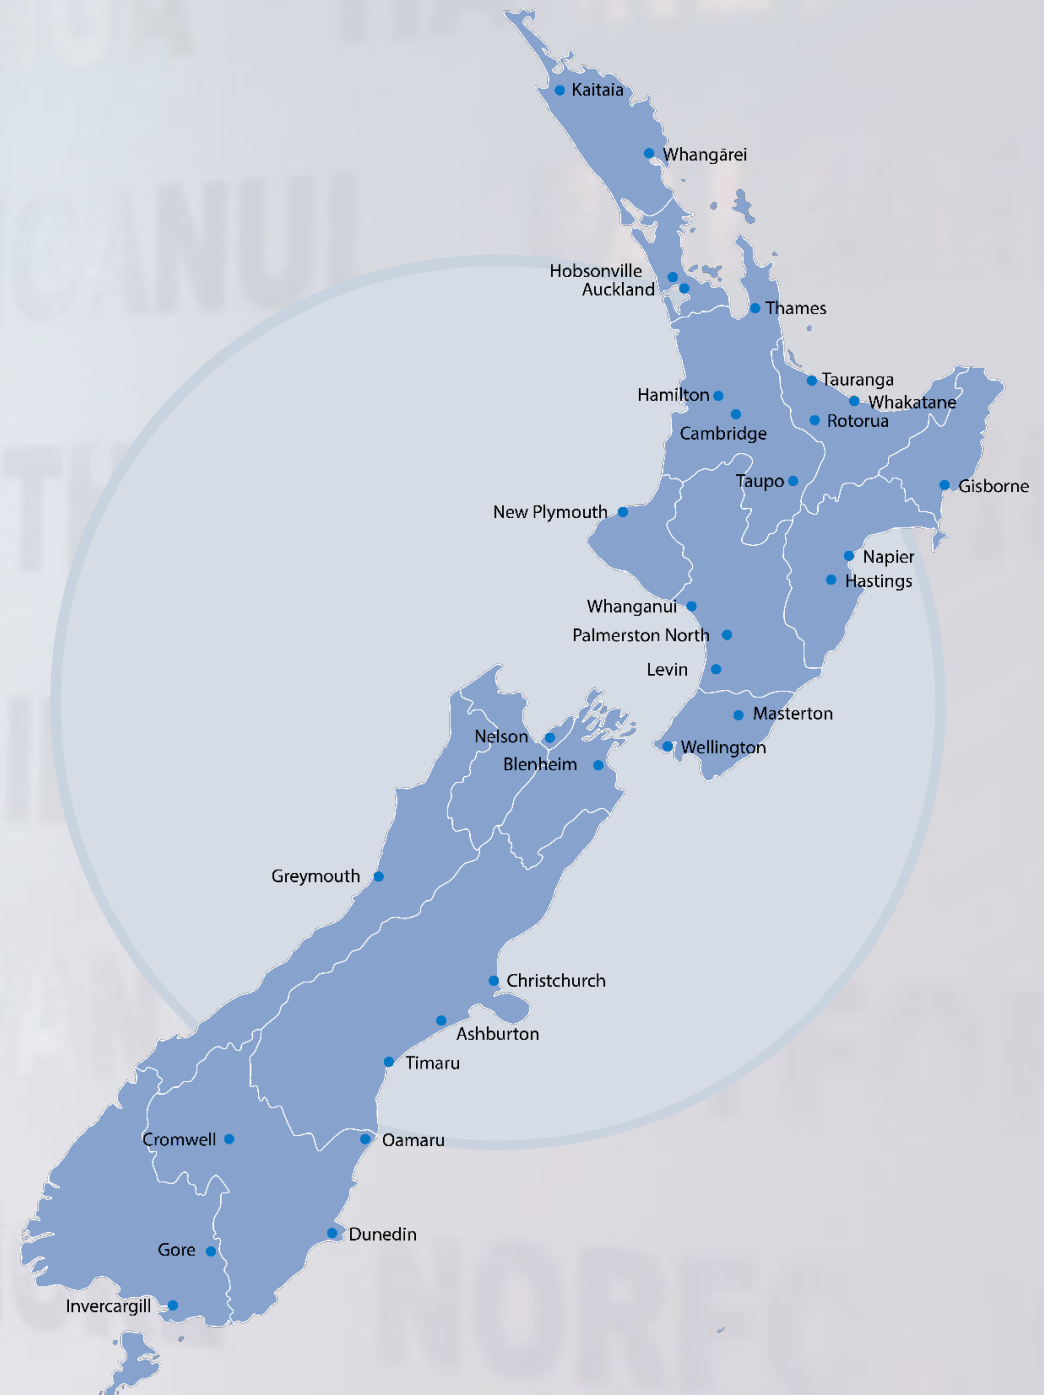 Kaitaia
Whangārei
Hobsonville
Auckland
Thames
Tauranga
Hamilton
Whakatane
Rotorua
Cambridge
Taupo
Gisborne
New Plymouth
Napier
Hastings
Whanganui
Palmerston North
Levin
Masterton
Nelson
Wellington
Blenheim
Greymouth
Christchurch
Ashburton
Timaru
Cromwell
Oamaru
Dunedin
Gore
Invercargill